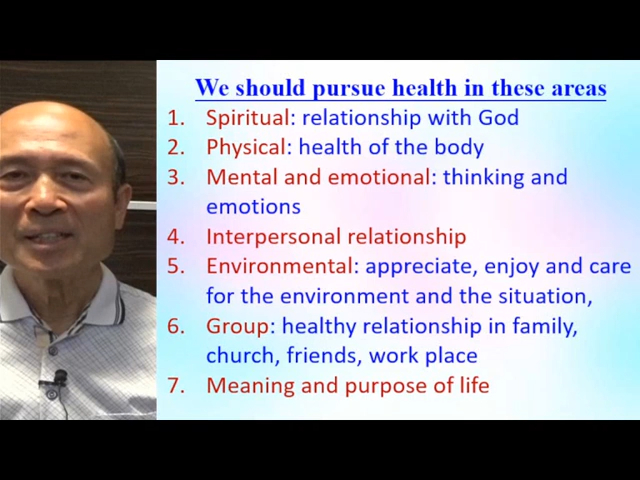 We should pursue health in these areas
1. Spiritual: relationship with God
2. Physical: health of the body
3. Mental and emotional: thinking and
emotions
4. Interpersonal relationship
5. Environmental: appreciate, enjoy and care
for the environment and the situation,
6. Group: healthy relationship in family,
church, friends, work place
7. Meaning and purpose of life